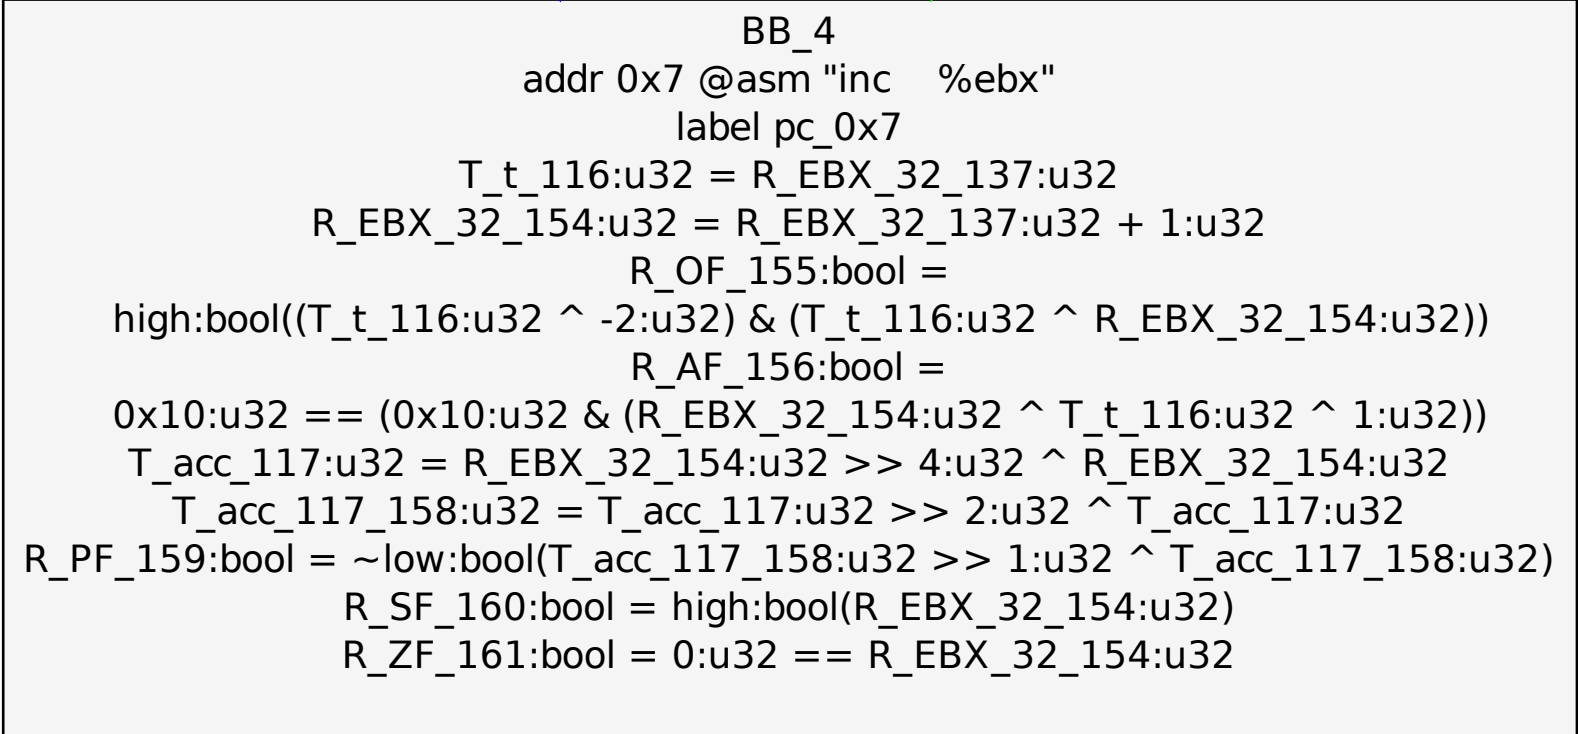 BB_4
addr 0x7 @asm "inc    %ebx"
label pc_0x7
T_t_116:u32 = R_EBX_32_137:u32
R_EBX_32_154:u32 = R_EBX_32_137:u32 + 1:u32
R_OF_155:bool =
high:bool((T_t_116:u32 ^ -2:u32) & (T_t_116:u32 ^ R_EBX_32_154:u32))
R_AF_156:bool =
0x10:u32 == (0x10:u32 & (R_EBX_32_154:u32 ^ T_t_116:u32 ^ 1:u32))
T_acc_117:u32 = R_EBX_32_154:u32 >> 4:u32 ^ R_EBX_32_154:u32
T_acc_117_158:u32 = T_acc_117:u32 >> 2:u32 ^ T_acc_117:u32
R_PF_159:bool = ~low:bool(T_acc_117_158:u32 >> 1:u32 ^ T_acc_117_158:u32)
R_SF_160:bool = high:bool(R_EBX_32_154:u32)
R_ZF_161:bool = 0:u32 == R_EBX_32_154:u32